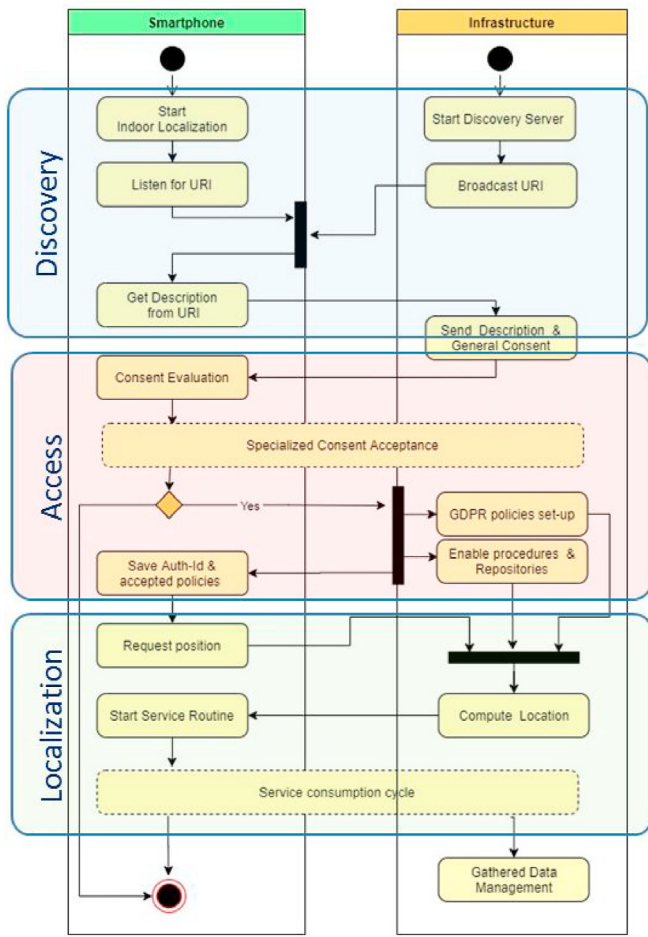 Smartphone
Infrastructure
Discovery
Start
Indoor Localization
Start Discovery Server
Listen for URI
Broadcast URI
Get Description
from URI
Send Description &
General Consent
Access
Consent Evaluation
Specialized Consent Acceptance
Yes
GDPR policies set-up
Save Auth-Id &
accepted policies
Enable procedures &
Repositories
Localization
Request position
Start Service Routine
Compute Location
Service consumption cycle
Gathered Data
Management